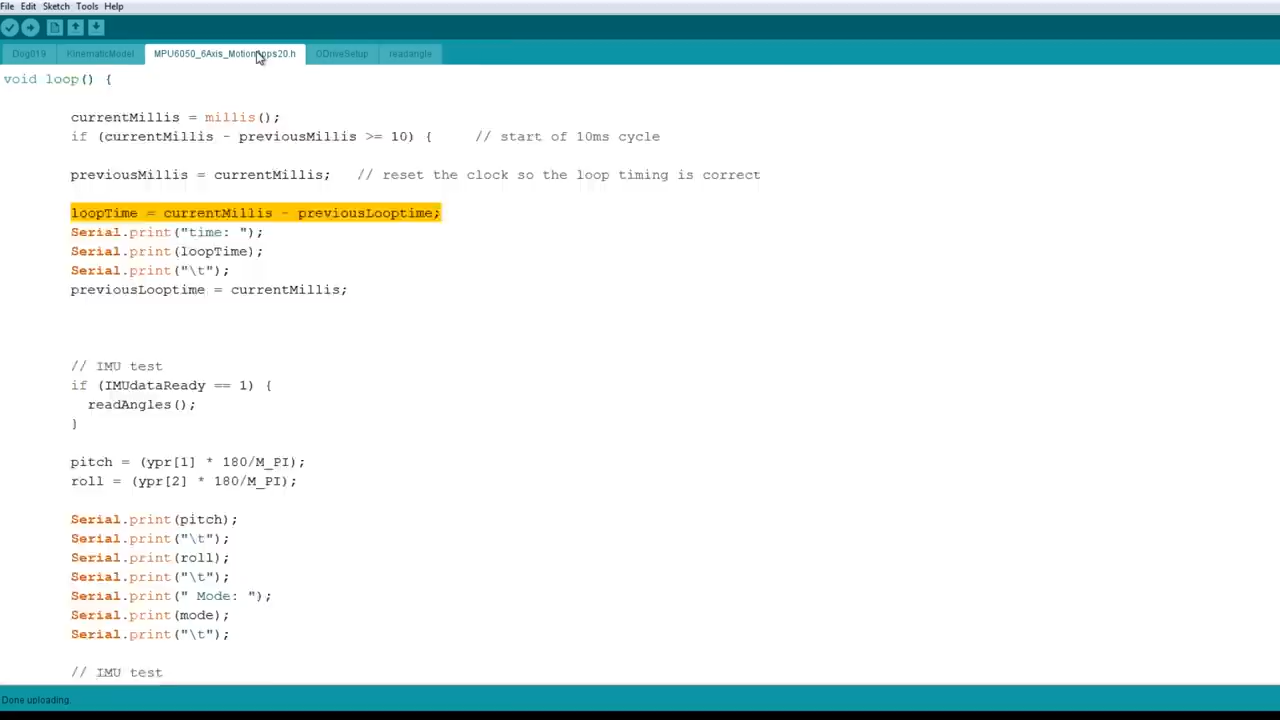 File Edit Sketch Tools Help
Dog019 KinematicModel MPU6050_6Axis_MotionApps20.h ODriveSetup readangle
void loop() {
currentMillis = millis();
if (currentMillis - previousMillis >= 10) { // start of 10ms cycle
previousMillis = currentMillis; // reset the clock so the loop timing is correct
loopTime = currentMillis - previousLooptime;
Serial.print("time: ");
Serial.print(loopTime);
Serial.print("\t");
previousLooptime = currentMillis;
// IMU test
if (IMUdataReady == 1) {
readAngles();
}
pitch = (ypr[1] * 180/M_PI);
roll = (ypr[2] * 180/M_PI);
Serial.print(pitch);
Serial.print("\t");
Serial.print(roll);
Serial.print("\t");
Serial.print(" Mode: ");
Serial.print(mode);
Serial.print("\t");
// IMU test
Done uploading.